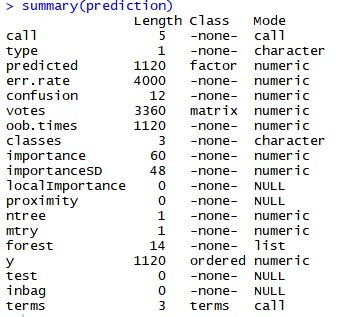 > summary(prediction)
Length Class Mode
call 5 -none- call
type 1 -none- character
predicted 1120 factor numeric
err.rate 4000 -none- numeric
confusion 12 -none- numeric
votes 3360 matrix numeric
oob.times 1120 -none- numeric
classes 3 -none- character
importance 60 -none- numeric
importanceSD 48 -none- numeric
localImportance 0 -none- NULL
proximity 0 -none- NULL
ntree 1 -none- numeric
mtry 1 -none- numeric
forest 14 -none- list
y 1120 ordered numeric
test 0 -none- NULL
inbag 0 -none- NULL
terms 3 terms call